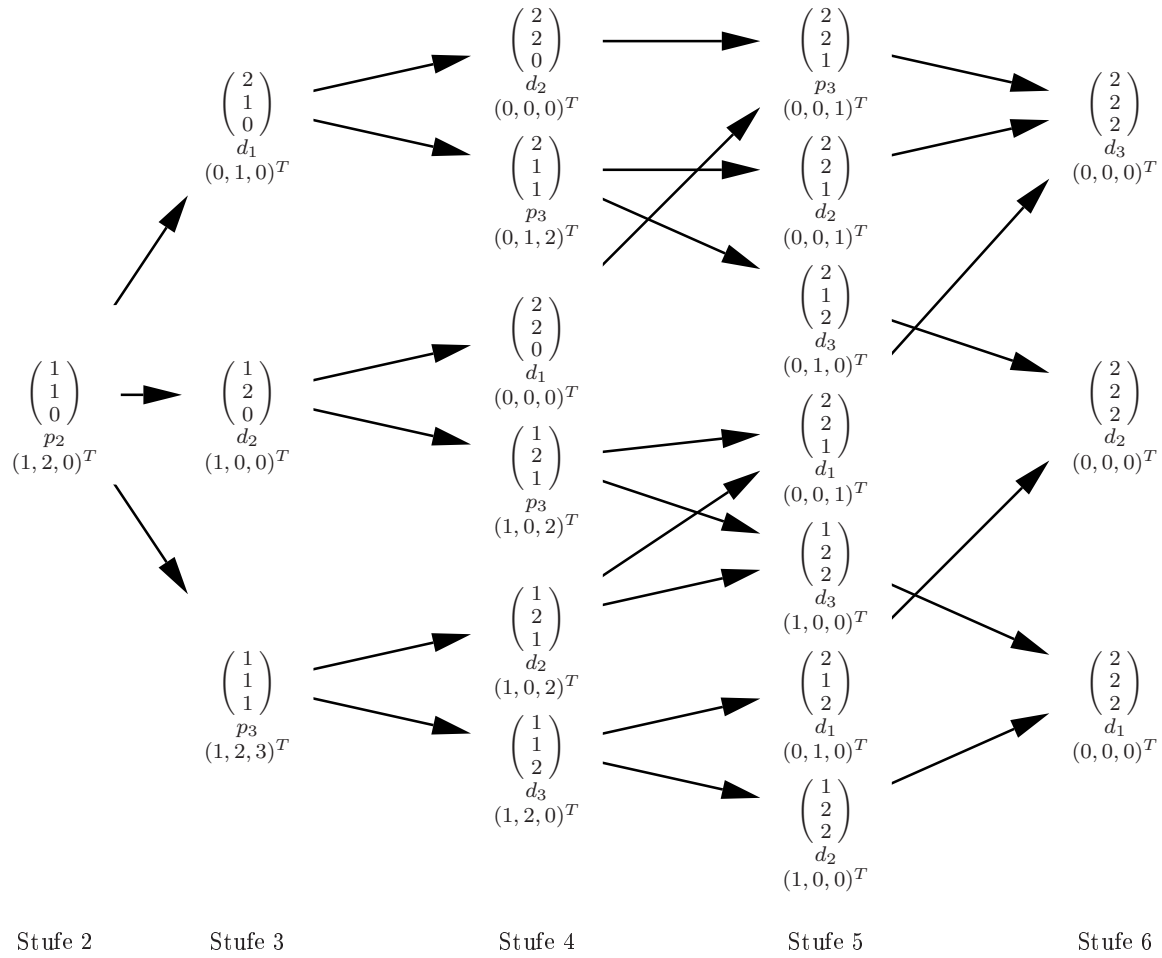 2
2
0
d₂
(0, 0, 0)ᵀ
2
2
1
p₃
(0, 0, 1)ᵀ
2
1
0
d₁
(0, 1, 0)ᵀ
2
2
2
d₃
(0, 0, 0)ᵀ
2
1
1
p₃
(0, 1, 2)ᵀ
2
2
1
d₂
(0, 0, 1)ᵀ
2
1
2
d₃
(0, 1, 0)ᵀ
2
2
0
d₁
(0, 0, 0)ᵀ
1
1
0
p₂
(1, 2, 0)ᵀ
1
2
0
d₂
(1, 0, 0)ᵀ
2
2
2
d₂
(0, 0, 0)ᵀ
2
2
1
d₁
(0, 0, 1)ᵀ
1
2
1
p₃
(1, 0, 2)ᵀ
1
2
2
d₃
(1, 0, 0)ᵀ
1
2
1
d₂
(1, 0, 2)ᵀ
1
1
1
p₃
(1, 2, 3)ᵀ
2
1
2
d₁
(0, 1, 0)ᵀ
2
2
2
d₁
(0, 0, 0)ᵀ
1
1
2
d₃
(1, 2, 0)ᵀ
1
2
2
d₂
(1, 0, 0)ᵀ
Stufe 2 Stufe 3 Stufe 4 Stufe 5 Stufe 6